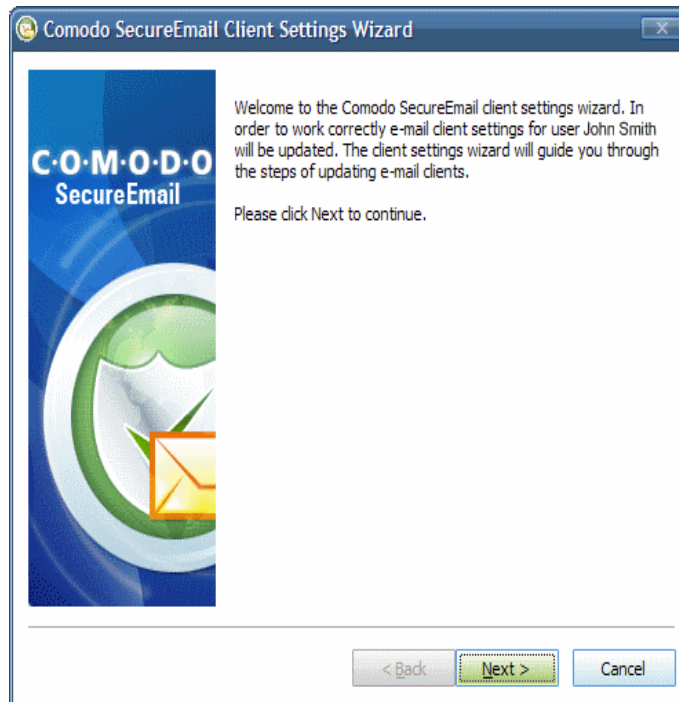 Comodo SecureEmail Client Settings Wizard
C·O·M·O·D·O
SecureEmail
Welcome to the Comodo SecureEmail client settings wizard. In
order to work correctly e-mail client settings for user John Smith
will be updated. The client settings wizard will guide you through
the steps of updating e-mail clients.
Please click Next to continue.
< Back
Next >
Cancel